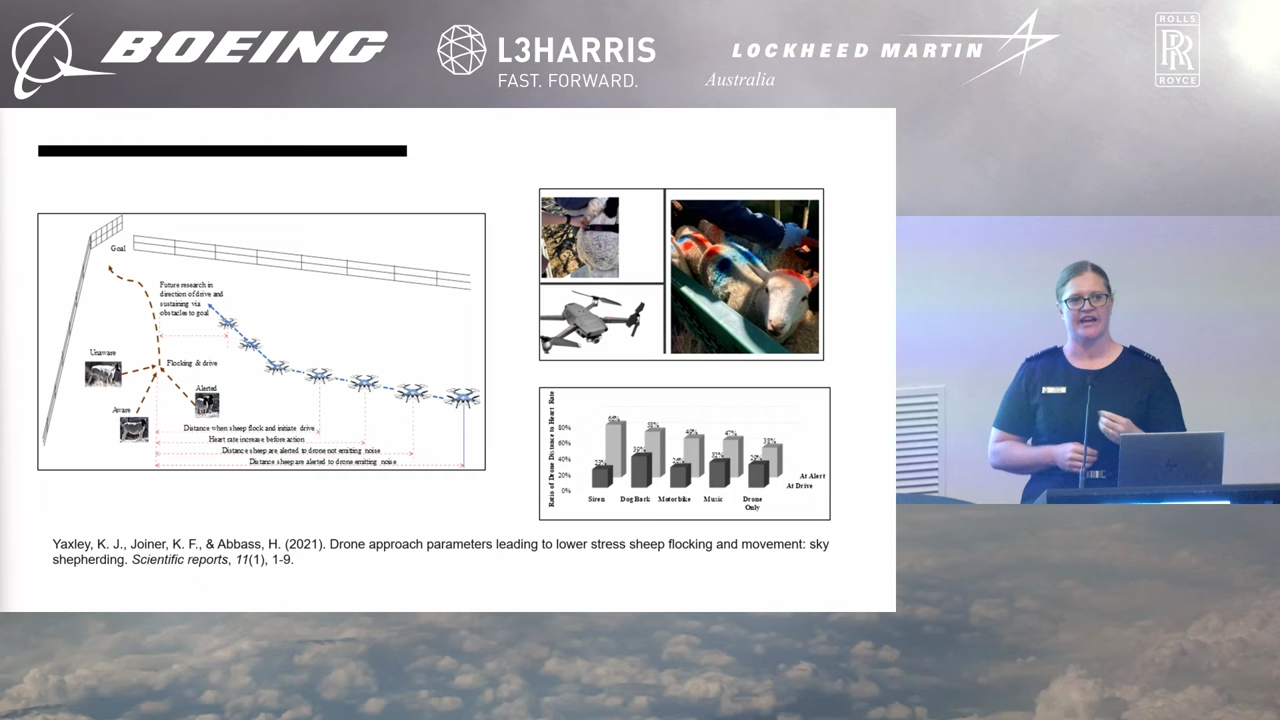 BOEING
L3HARRIS
FAST. FORWARD.
LOCKHEED MARTIN
Australia
ROLLS
RR
ROYCE
Goal
Future research in
direction of drive and
sustaining via
obstacles to goal
Unaware
Flocking & drive
Alerted
Aware
Distance when sheep flock and initiate drive
Heart rate increase before action
Distance sheep are alerted to drone not emitting noise
Distance sheep are alerted to drone emitting noise
Ratio of Drone Distance to Heart Rate
80%
60%
40%
20%
0%
At Alert
At Drive
Siren
Dog Bark
Motorbike
Music
Drone
Only
Yaxley, K. J., Joiner, K. F., & Abbass, H. (2021). Drone approach parameters leading to lower stress sheep flocking and movement: sky
shepherding. Scientific reports, 11(1), 1-9.